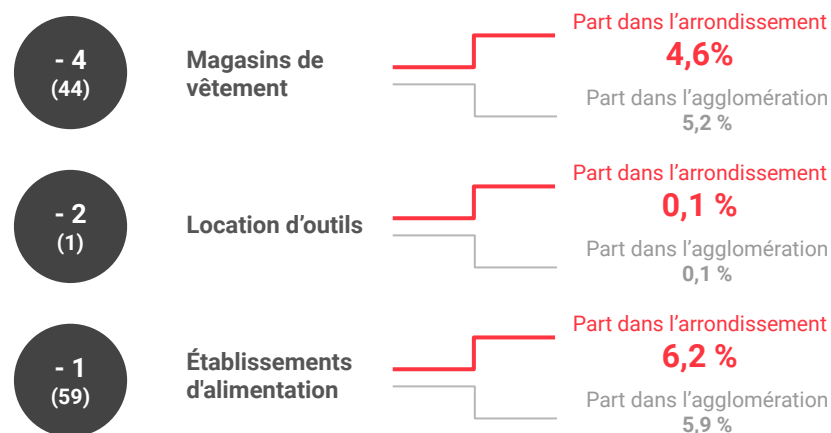 - 4
(44)
Magasins de
vêtement
Part dans l’arrondissement
4,6%
Part dans l’agglomération
5,2 %
- 2
(1)
Location d’outils
Part dans l’arrondissement
0,1 %
Part dans l’agglomération
0,1 %
- 1
(59)
Établissements
d'alimentation
Part dans l’arrondissement
6,2 %
Part dans l’agglomération
5,9 %